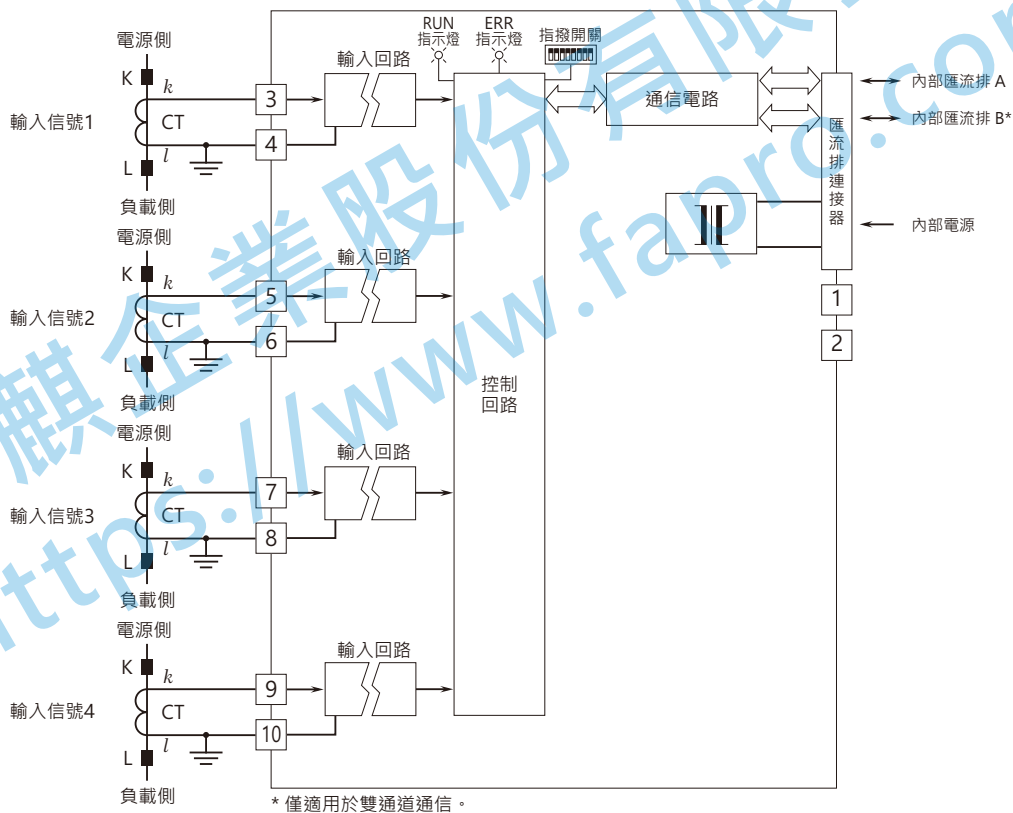 RUN
指示燈
ERR
指示燈
指撥開關
電源側
K
k
輸入信號1
CT
L
l
負載側
3
4
輸入回路
通信電路
匯流排連接器
內部匯流排 A
內部匯流排 B*
內部電源
1
2
控制
回路
電源側
K
k
輸入信號2
CT
L
l
負載側
5
6
輸入回路
電源側
K
k
輸入信號3
CT
L
l
負載側
7
8
輸入回路
電源側
K
k
輸入信號4
CT
L
l
負載側
9
10
輸入回路
* 僅適用於雙通道通信。
麒企業股份有限
https://www.fapro.co